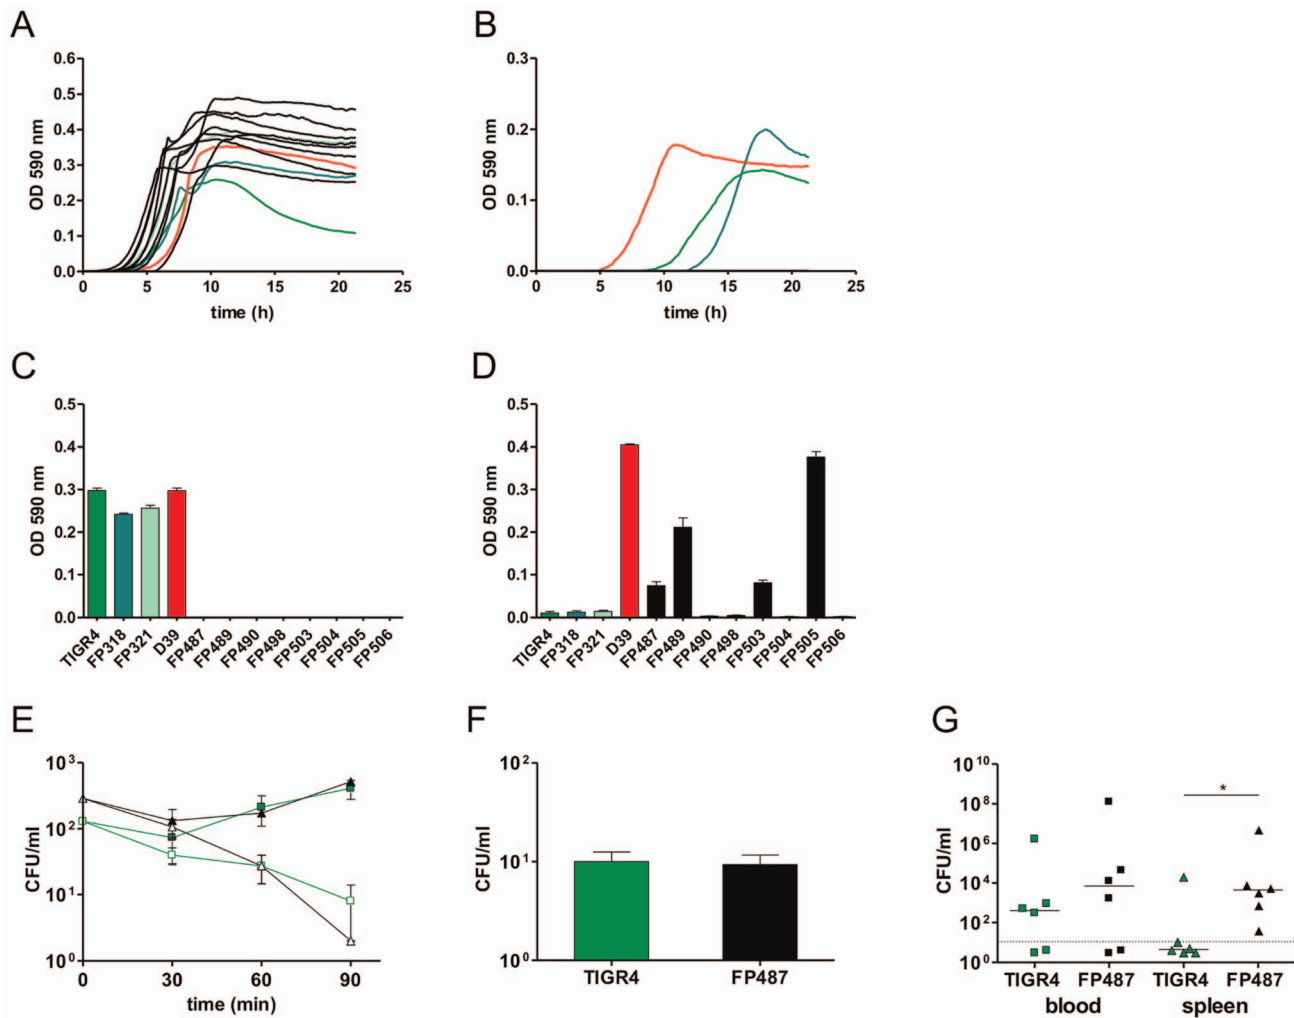 A
B
0.6
0.5
0.4
0.3
0.2
0.1
0.0
OD 590 nm
0 5 10 15 20 25
time (h)
0.3
0.2
0.1
0.0
OD 590 nm
0 5 10 15 20 25
time (h)
C
D
0.5
0.4
0.3
0.2
0.1
0.0
OD 590 nm
TIGR4 FP318 FP321 D39 FP487 FP489 FP490 FP498 FP503 FP504 FP505 FP506
0.5
0.4
0.3
0.2
0.1
0.0
OD 590 nm
TIGR4 FP318 FP321 D39 FP487 FP489 FP490 FP498 FP503 FP504 FP505 FP506
E
F
G
10³
10²
10¹
10⁰
CFU/ml
0 30 60 90
time (min)
10²
10¹
10⁰
CFU/ml
TIGR4 FP487
10¹⁰
10⁸
10⁶
10⁴
10²
10⁰
CFU/ml
*
TIGR4 FP487 TIGR4 FP487
blood spleen